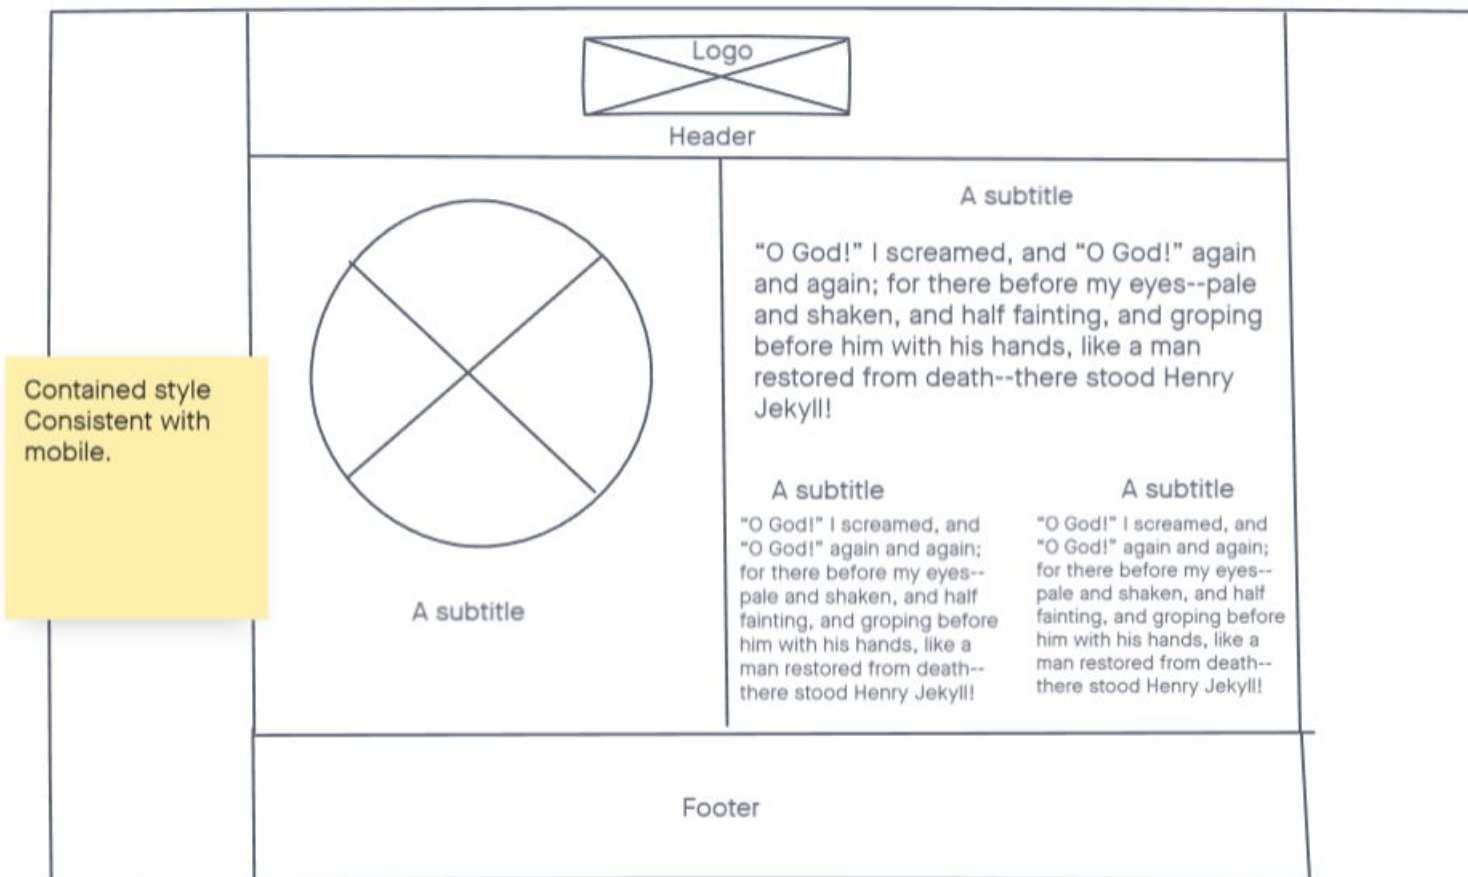 Logo
Header
A subtitle
“O God!” I screamed, and “O God!” again
and again; for there before my eyes--pale
and shaken, and half fainting, and groping
before him with his hands, like a man
restored from death--there stood Henry
Jekyll!
Contained style
Consistent with
mobile.
A subtitle
A subtitle
“O God!” I screamed, and
“O God!” again and again;
for there before my eyes--
pale and shaken, and half
fainting, and groping before
him with his hands, like a
man restored from death--
there stood Henry Jekyll!
A subtitle
“O God!” I screamed, and
“O God!” again and again;
for there before my eyes--
pale and shaken, and half
fainting, and groping before
him with his hands, like a
man restored from death--
there stood Henry Jekyll!
Footer